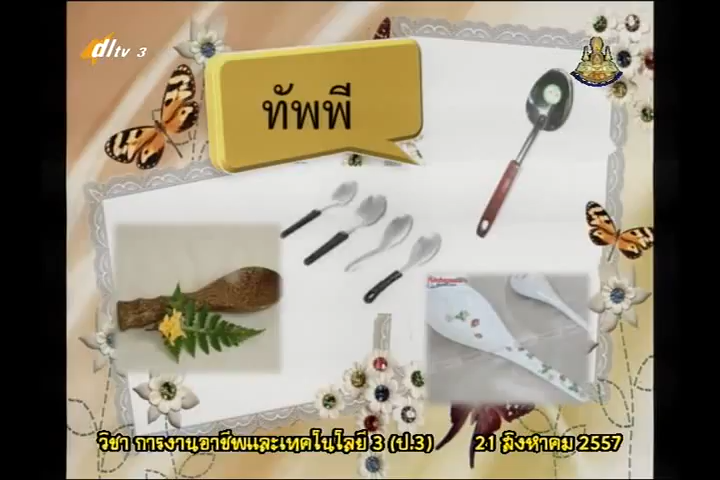 dltv 3
ทัพพี
วิชา การงานอาชีพและเทคโนโลยี 3 (ป.3) 21 สิงหาคม 2557